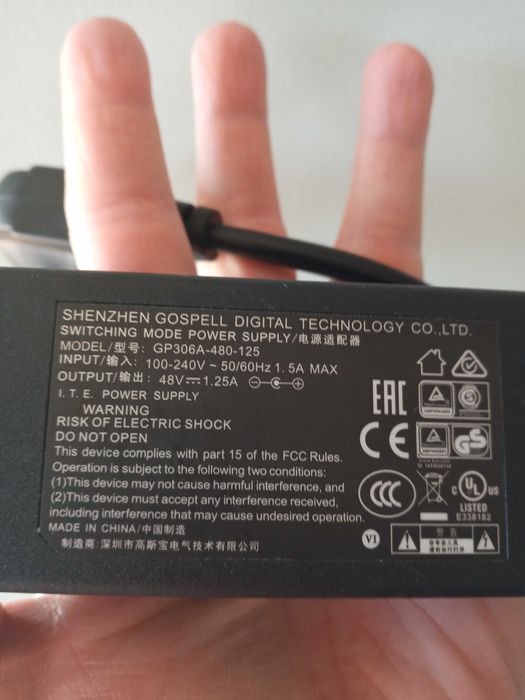 SHENZHEN GOSPELL DIGITAL TECHNOLOGY CO.,LTD.
SWITCHING MODE POWER SUPPLY/电源适配器
MODEL/型号: GP306A-480-125
INPUT/输入: 100-240V ~ 50/60Hz 1.5A MAX
OUTPUT/输出: 48V⎓1.25A
I.T.E. POWER SUPPLY
WARNING
RISK OF ELECTRIC SHOCK
DO NOT OPEN
This device complies with part 15 of the FCC Rules.
Operation is subject to the following two conditions:
(1)This device may not cause harmful interference, and
(2)This device must accept any interference received,
including interference that may cause undesired operation.
MADE IN CHINA/中国制造
制造商:深圳市高斯宝电气技术有限公司
EAC
CE
GS
CCC
C UL US
LISTED
E338182
VI
警告